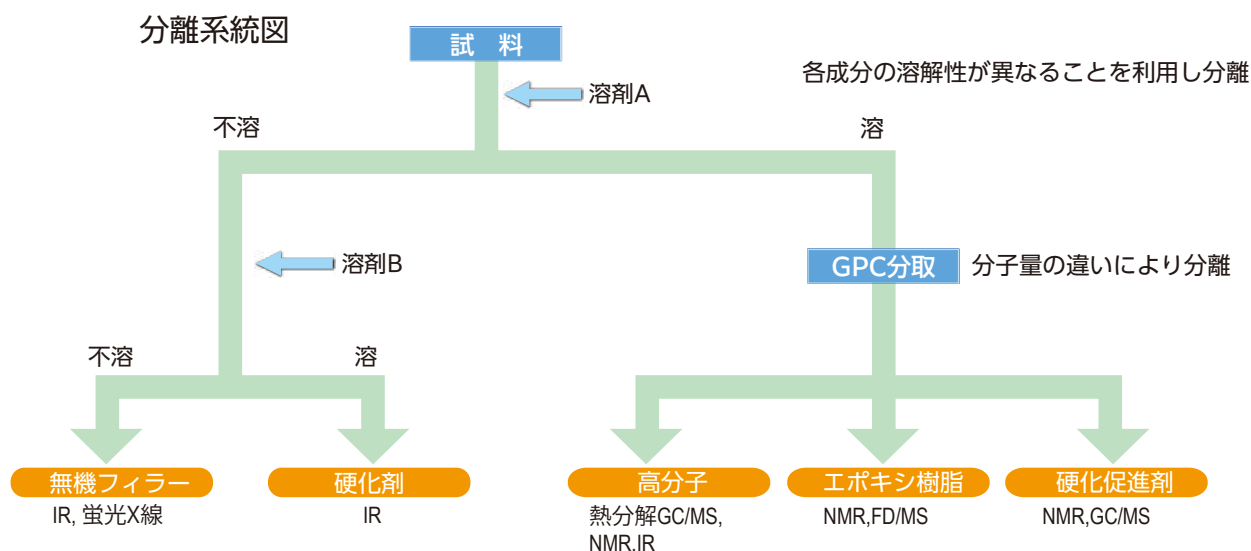 分離系統図
試 料
各成分の溶解性が異なることを利用し分離
溶剤A
不溶
溶
溶剤B
GPC分取
分子量の違いにより分離
不溶
溶
無機フィラー
硬化剤
高分子
エポキシ樹脂
硬化促進剤
IR, 蛍光X線
IR
熱分解GC/MS,
NMR,IR
NMR,FD/MS
NMR,GC/MS